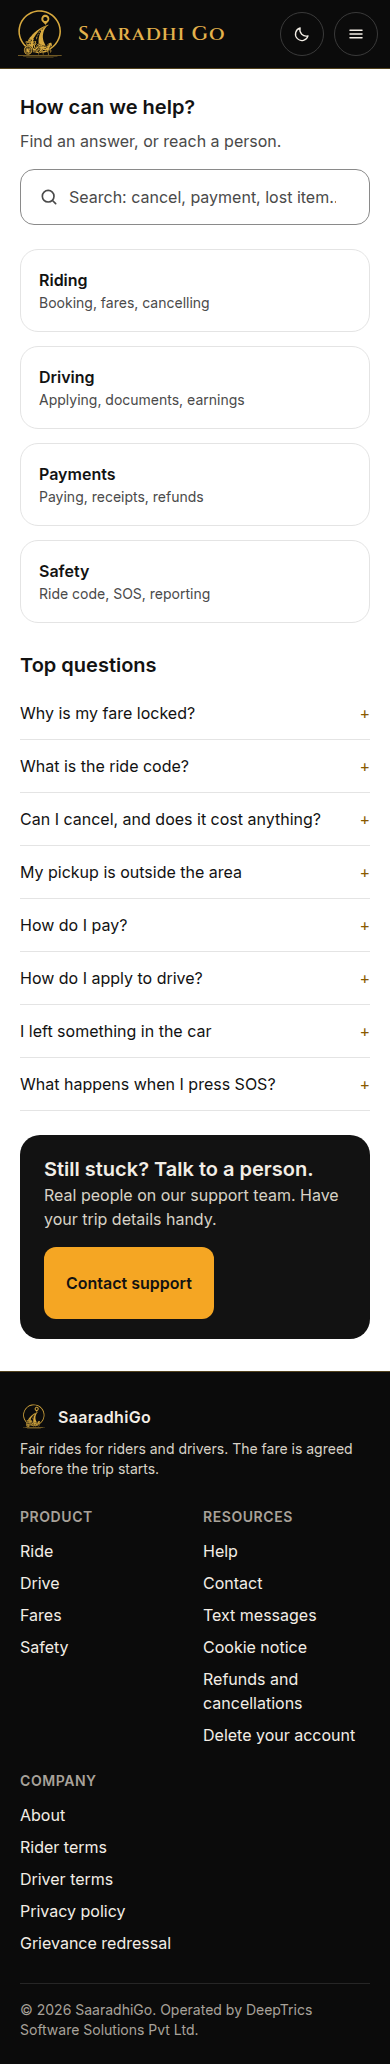 Saaradhi Go
How can we help?
Find an answer, or reach a person.
Search: cancel, payment, lost item..
Riding
Booking, fares, cancelling
Driving
Applying, documents, earnings
Payments
Paying, receipts, refunds
Safety
Ride code, SOS, reporting
Top questions
Why is my fare locked? +
What is the ride code? +
Can I cancel, and does it cost anything? +
My pickup is outside the area +
How do I pay? +
How do I apply to drive? +
I left something in the car +
What happens when I press SOS? +
Still stuck? Talk to a person.
Real people on our support team. Have
your trip details handy.
Contact support
SaaradhiGo
Fair rides for riders and drivers. The fare is agreed
before the trip starts.
PRODUCT
Ride
Drive
Fares
Safety
RESOURCES
Help
Contact
Text messages
Cookie notice
Refunds and
cancellations
Delete your account
COMPANY
About
Rider terms
Driver terms
Privacy policy
Grievance redressal
© 2026 SaaradhiGo. Operated by DeepTrics
Software Solutions Pvt Ltd.